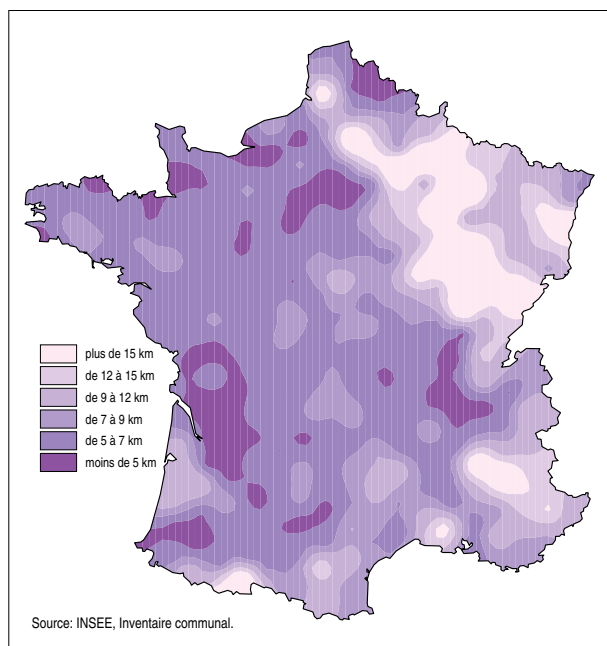 plus de 15 km
de 12 à 15 km
de 9 à 12 km
de 7 à 9 km
de 5 à 7 km
moins de 5 km
Source: INSEE, Inventaire communal.